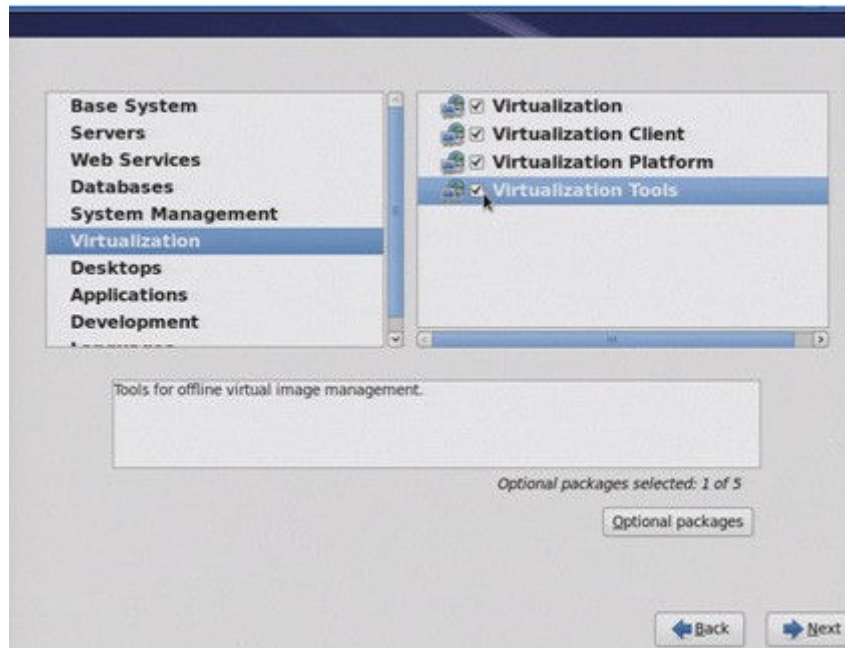 Base System
Servers
Web Services
Databases
System Management
Virtualization
Desktops
Applications
Development
Virtualization
Virtualization Client
Virtualization Platform
Virtualization Tools
Tools for offline virtual image management.
Optional packages selected: 1 of 5
Optional packages
Back
Next